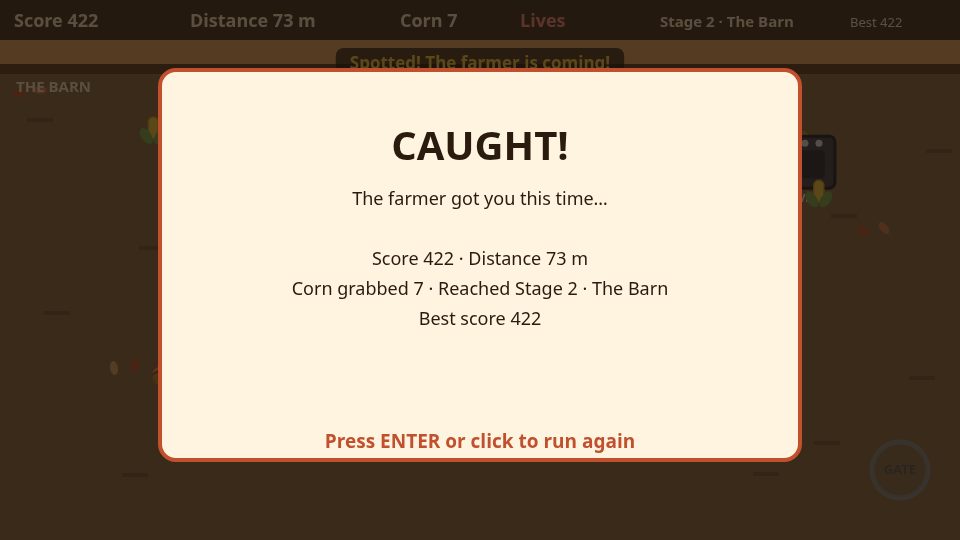 Score 422 Distance 73 m Corn 7 Lives Stage 2 · The Barn Best 422
Spotted! The farmer is coming!
THE BARN
CAUGHT!
The farmer got you this time...
Score 422 · Distance 73 m
Corn grabbed 7 · Reached Stage 2 · The Barn
Best score 422
Press ENTER or click to run again
GATE